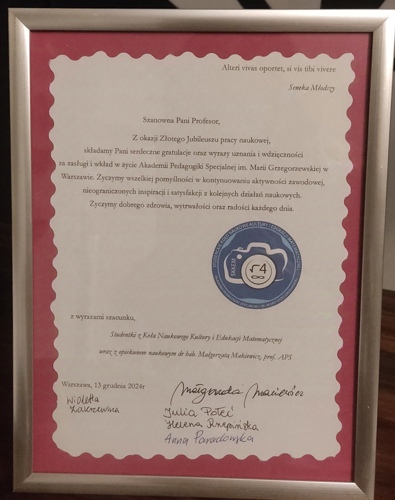 Alteri vivas oportet, si vis tibi vivere
Seneka Młodszy
Szanowna Pani Profesor,
Z okazji Złotego Jubileuszu pracy naukowej,
składamy Pani serdeczne gratulacje oraz wyrazy uznania i wdzięczności
za zasługi i wkład w życie Akademii Pedagogiki Specjalnej im. Marii Grzegorzewskiej w
Warszawie. Życzymy wszelkiej pomyślności w kontynuowaniu aktywności zawodowej,
nieograniczonych inspiracji i satysfakcji z kolejnych działań naukowych.
Życzymy dobrego zdrowia, wytrwałości oraz radości każdego dnia.
√4
z wyrazami szacunku,
Studentki z Koła Naukowego Kultury i Edukacji Matematycznej
wraz z opiekunem naukowym dr hab. Małgorzatą Makiewicz, prof. APS
Warszawa, 13 grudnia 2024r
Małgorzata Makiewicz
Wioletta
Julia
Helena
Anna Paradowska